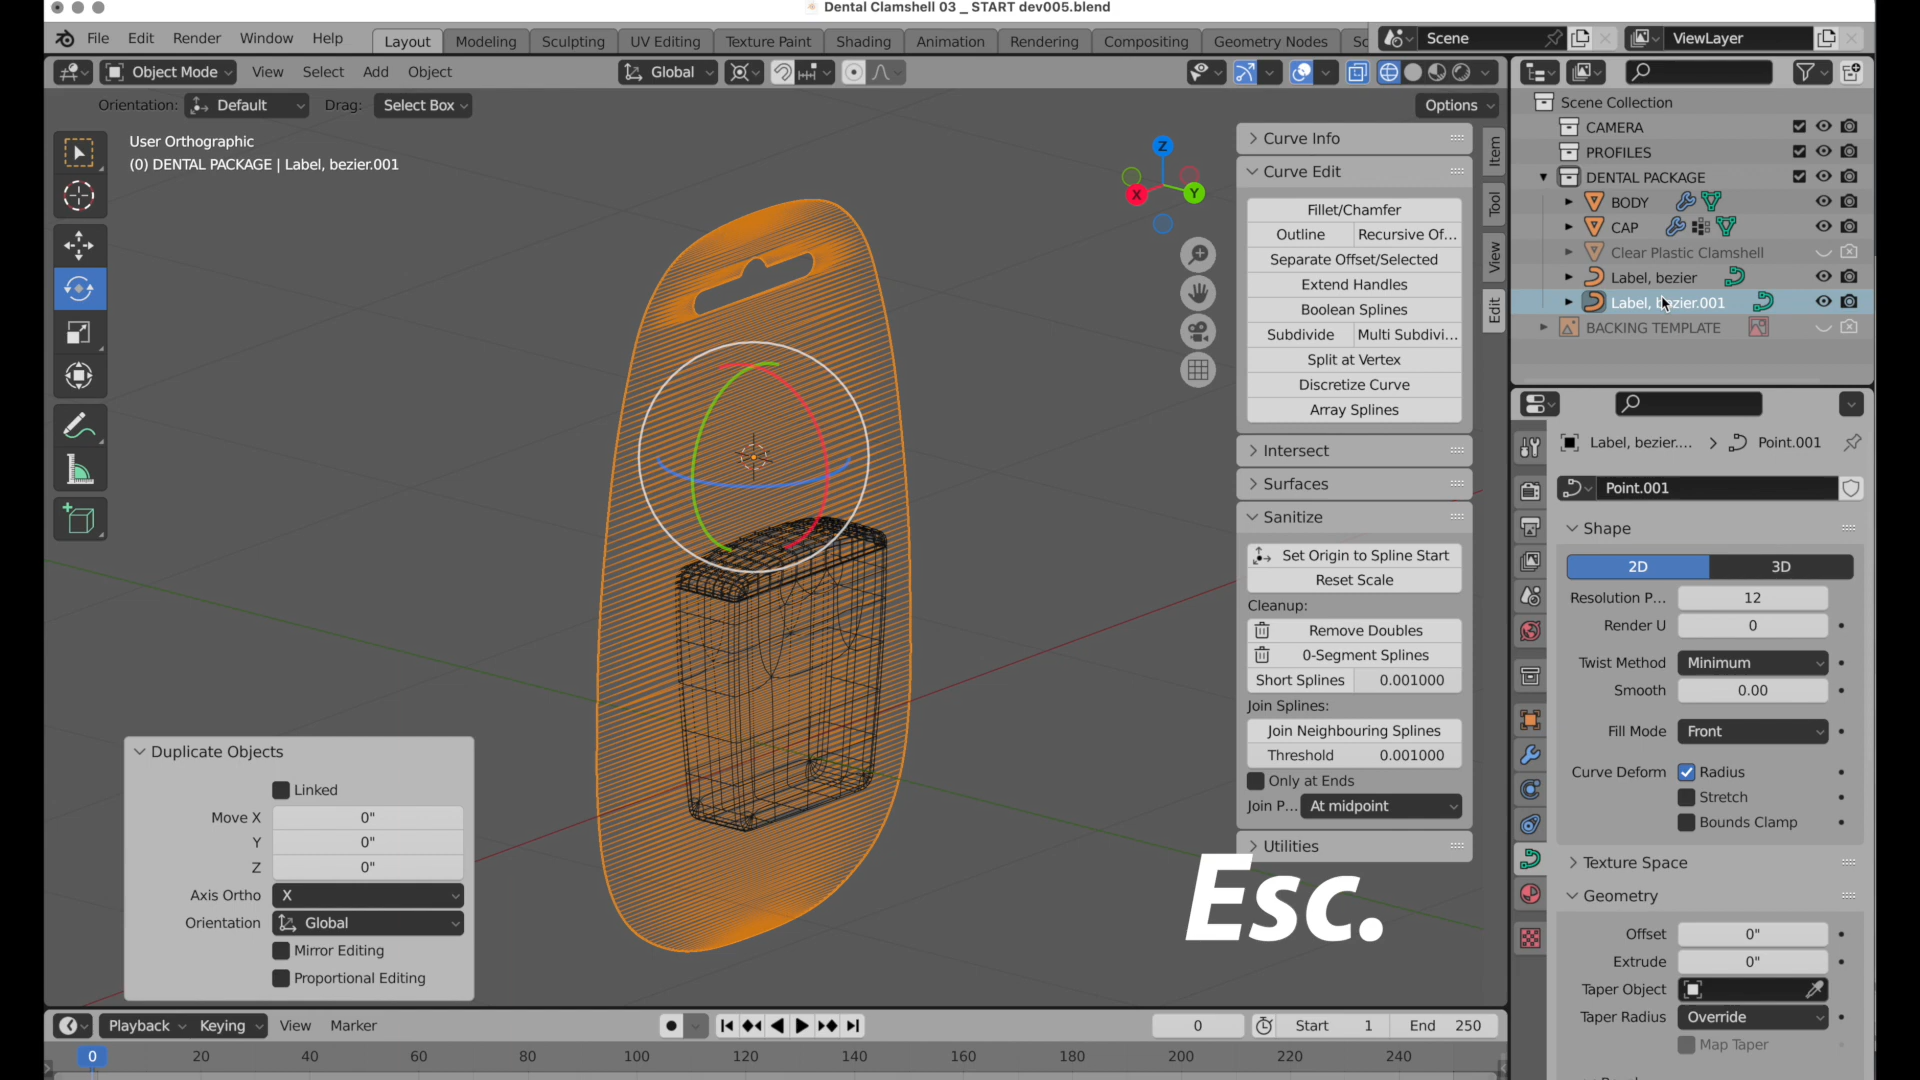 Dental Clamshell 03 _ START dev005.blend
File Edit Render Window Help
Layout Modeling Sculpting UV Editing Texture Paint Shading Animation Rendering Compositing Geometry Nodes Sc
Scene ViewLayer
Object Mode View Select Add Object Global
Orientation: Default Drag: Select Box Options
User Orthographic
(0) DENTAL PACKAGE | Label, bezier.001
Z
X
Y
Curve Info
Curve Edit
Fillet/Chamfer
Outline Recursive Of...
Separate Offset/Selected
Extend Handles
Boolean Splines
Subdivide Multi Subdivi...
Split at Vertex
Discretize Curve
Array Splines
Intersect
Surfaces
Sanitize
Set Origin to Spline Start
Reset Scale
Cleanup:
Remove Doubles
0-Segment Splines
Short Splines 0.001000
Join Splines:
Join Neighbouring Splines
Threshold 0.001000
Only at Ends
Join P... At midpoint
Utilities
Item
Tool
View
Edit
Scene Collection
CAMERA
PROFILES
DENTAL PACKAGE
BODY
CAP
Clear Plastic Clamshell
Label, bezier
Label, bezier.001
BACKING TEMPLATE
Label, bezier.... Point.001
Point.001
Shape
2D 3D
Resolution P... 12
Render U 0
Twist Method Minimum
Smooth 0.00
Fill Mode Front
Curve Deform Radius
Stretch
Bounds Clamp
Texture Space
Geometry
Offset 0"
Extrude 0"
Taper Object
Taper Radius Override
Map Taper
Duplicate Objects
Linked
Move X 0"
Y 0"
Z 0"
Axis Ortho X
Orientation Global
Mirror Editing
Proportional Editing
Esc.
Playback Keying View Marker 0 Start 1 End 250
0 20 40 60 80 100 120 140 160 180 200 220 240